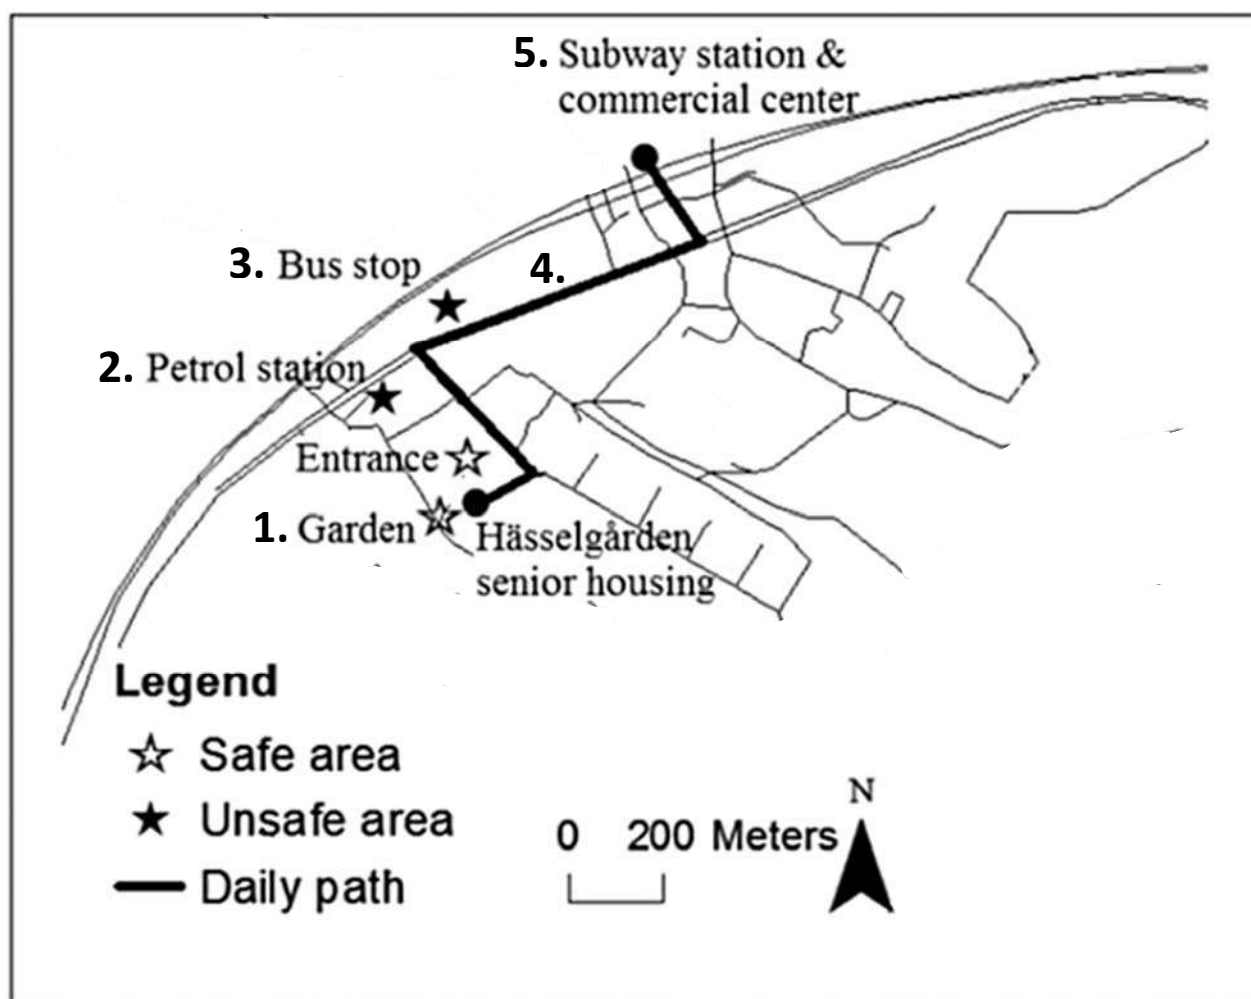 5. Subway station &
commercial center
3. Bus stop
4.
2. Petrol station
Entrance
1. Garden
Hässelgården
senior housing
Legend
Safe area
Unsafe area
Daily path
0 200 Meters
N